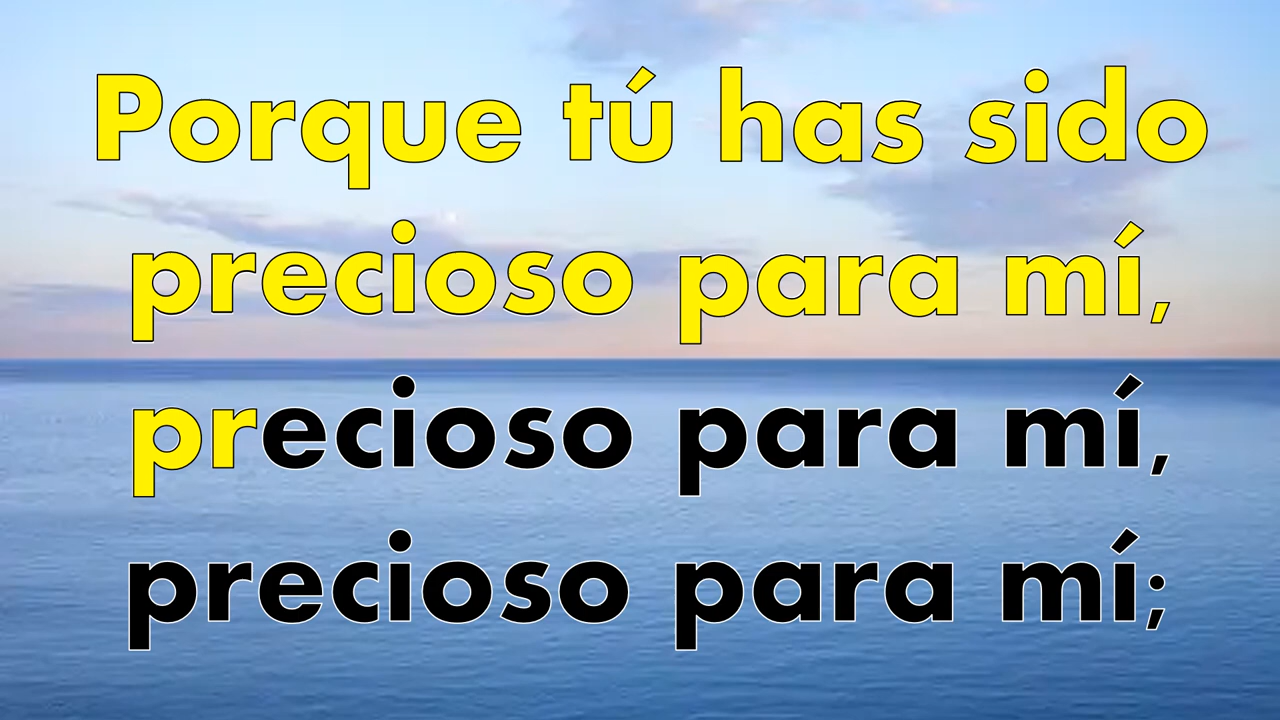 Porque tú has sido
precioso para mí,
precioso para mí,
precioso para mí;